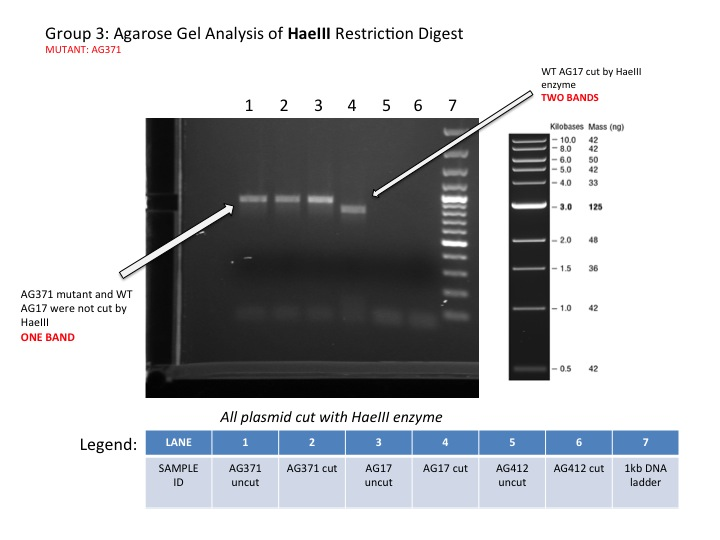 Group 3: Agarose Gel Analysis of HaeIII Restriction Digest
MUTANT: AG371
WT AG17 cut by HaeIII
enzyme
TWO BANDS
1 2 3 4 5 6 7
Kilobases Mass (ng)
10.0 42
8.0 42
6.0 50
5.0 42
4.0 33
3.0 125
2.0 48
1.5 36
1.0 42
0.5 42
AG371 mutant and WT
AG17 were not cut by
HaeIII
ONE BAND
All plasmid cut with HaeIII enzyme
Legend:
LANE 1 2 3 4 5 6 7
SAMPLE ID AG371 uncut AG371 cut AG17 uncut AG17 cut AG412 uncut AG412 cut 1kb DNA ladder